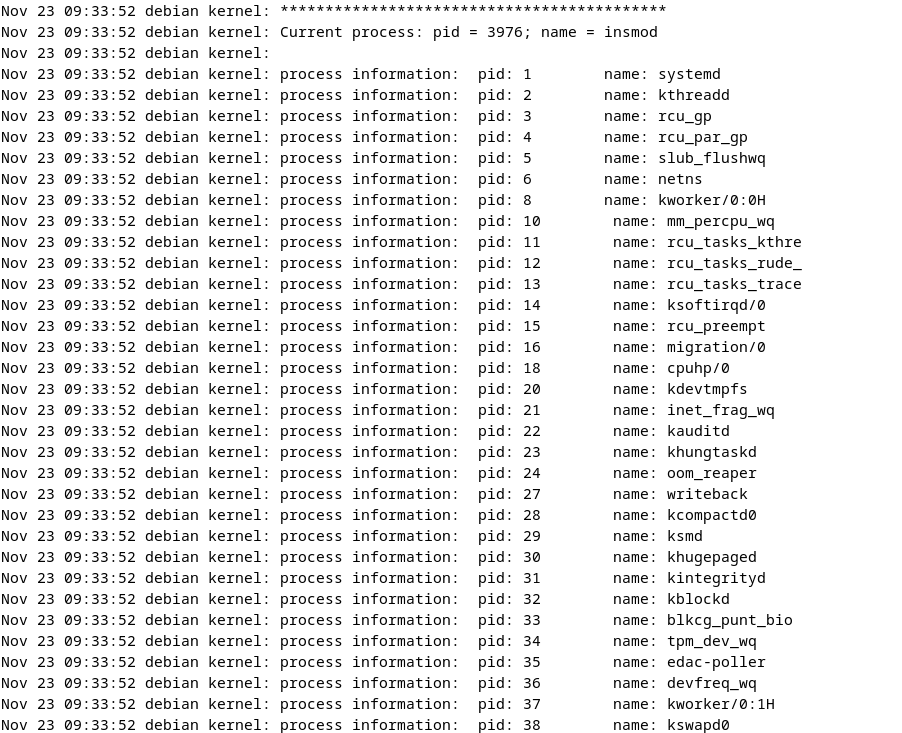 Nov 23 09:33:52 debian kernel: *******************************************
Nov 23 09:33:52 debian kernel: Current process: pid = 3976; name = insmod
Nov 23 09:33:52 debian kernel:
Nov 23 09:33:52 debian kernel: process information:  pid: 1        name: systemd
Nov 23 09:33:52 debian kernel: process information:  pid: 2        name: kthreadd
Nov 23 09:33:52 debian kernel: process information:  pid: 3        name: rcu_gp
Nov 23 09:33:52 debian kernel: process information:  pid: 4        name: rcu_par_gp
Nov 23 09:33:52 debian kernel: process information:  pid: 5        name: slub_flushwq
Nov 23 09:33:52 debian kernel: process information:  pid: 6        name: netns
Nov 23 09:33:52 debian kernel: process information:  pid: 8        name: kworker/0:0H
Nov 23 09:33:52 debian kernel: process information:  pid: 10        name: mm_percpu_wq
Nov 23 09:33:52 debian kernel: process information:  pid: 11        name: rcu_tasks_kthre
Nov 23 09:33:52 debian kernel: process information:  pid: 12        name: rcu_tasks_rude_
Nov 23 09:33:52 debian kernel: process information:  pid: 13        name: rcu_tasks_trace
Nov 23 09:33:52 debian kernel: process information:  pid: 14        name: ksoftirqd/0
Nov 23 09:33:52 debian kernel: process information:  pid: 15        name: rcu_preempt
Nov 23 09:33:52 debian kernel: process information:  pid: 16        name: migration/0
Nov 23 09:33:52 debian kernel: process information:  pid: 18        name: cpuhp/0
Nov 23 09:33:52 debian kernel: process information:  pid: 20        name: kdevtmpfs
Nov 23 09:33:52 debian kernel: process information:  pid: 21        name: inet_frag_wq
Nov 23 09:33:52 debian kernel: process information:  pid: 22        name: kauditd
Nov 23 09:33:52 debian kernel: process information:  pid: 23        name: khungtaskd
Nov 23 09:33:52 debian kernel: process information:  pid: 24        name: oom_reaper
Nov 23 09:33:52 debian kernel: process information:  pid: 27        name: writeback
Nov 23 09:33:52 debian kernel: process information:  pid: 28        name: kcompactd0
Nov 23 09:33:52 debian kernel: process information:  pid: 29        name: ksmd
Nov 23 09:33:52 debian kernel: process information:  pid: 30        name: khugepaged
Nov 23 09:33:52 debian kernel: process information:  pid: 31        name: kintegrityd
Nov 23 09:33:52 debian kernel: process information:  pid: 32        name: kblockd
Nov 23 09:33:52 debian kernel: process information:  pid: 33        name: blkcg_punt_bio
Nov 23 09:33:52 debian kernel: process information:  pid: 34        name: tpm_dev_wq
Nov 23 09:33:52 debian kernel: process information:  pid: 35        name: edac-poller
Nov 23 09:33:52 debian kernel: process information:  pid: 36        name: devfreq_wq
Nov 23 09:33:52 debian kernel: process information:  pid: 37        name: kworker/0:1H
Nov 23 09:33:52 debian kernel: process information:  pid: 38        name: kswapd0